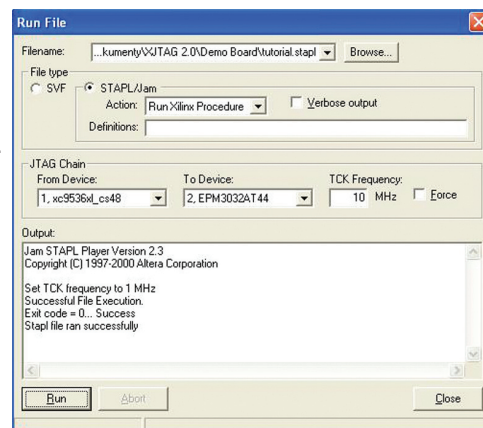 Run File
Filename: ...kumenty\XJTAG 2.0\Demo Board\tutorial.stapl Browse...
File type
SVF STAPL/Jam
Action: Run Xilinx Procedure Verbose output
Definitions:
JTAG Chain
From Device: To Device: TCK Frequency:
1, xc9536xl_cs48 2, EPM3032AT44 10 MHz Force
Output:
Jam STAPL Player Version 2.3
Copyright (C) 1997-2000 Altera Corporation
Set TCK frequency to 1 MHz
Successful File Execution.
Exit code = 0... Success
Stapl file ran successfully
Run Abort Close